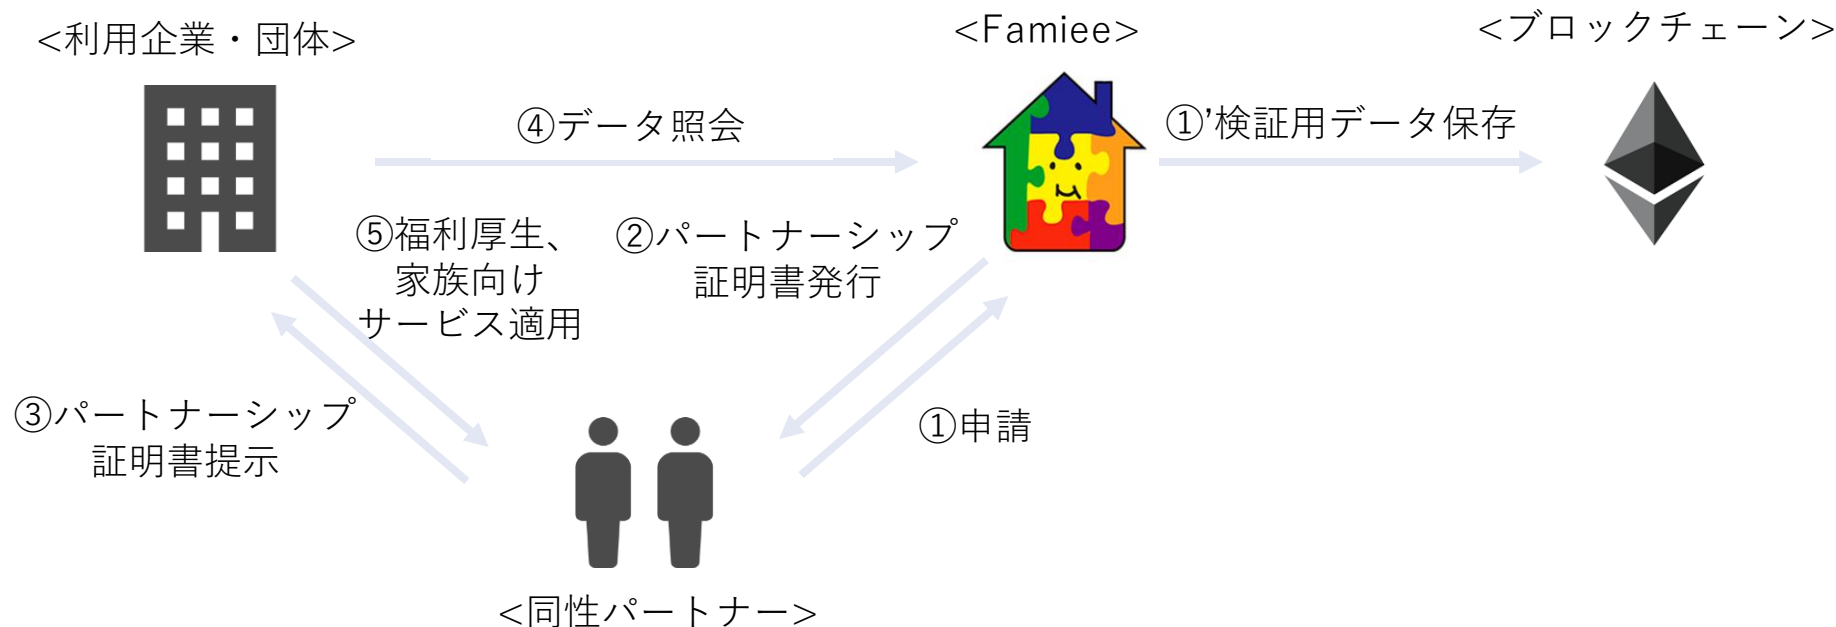 <利用企業・団体>
<Famiee>
<ブロックチェーン>
④データ照会
①’検証用データ保存
⑤福利厚生、
家族向け
サービス適用
②パートナーシップ
証明書発行
③パートナーシップ
証明書提示
①申請
<同性パートナー>